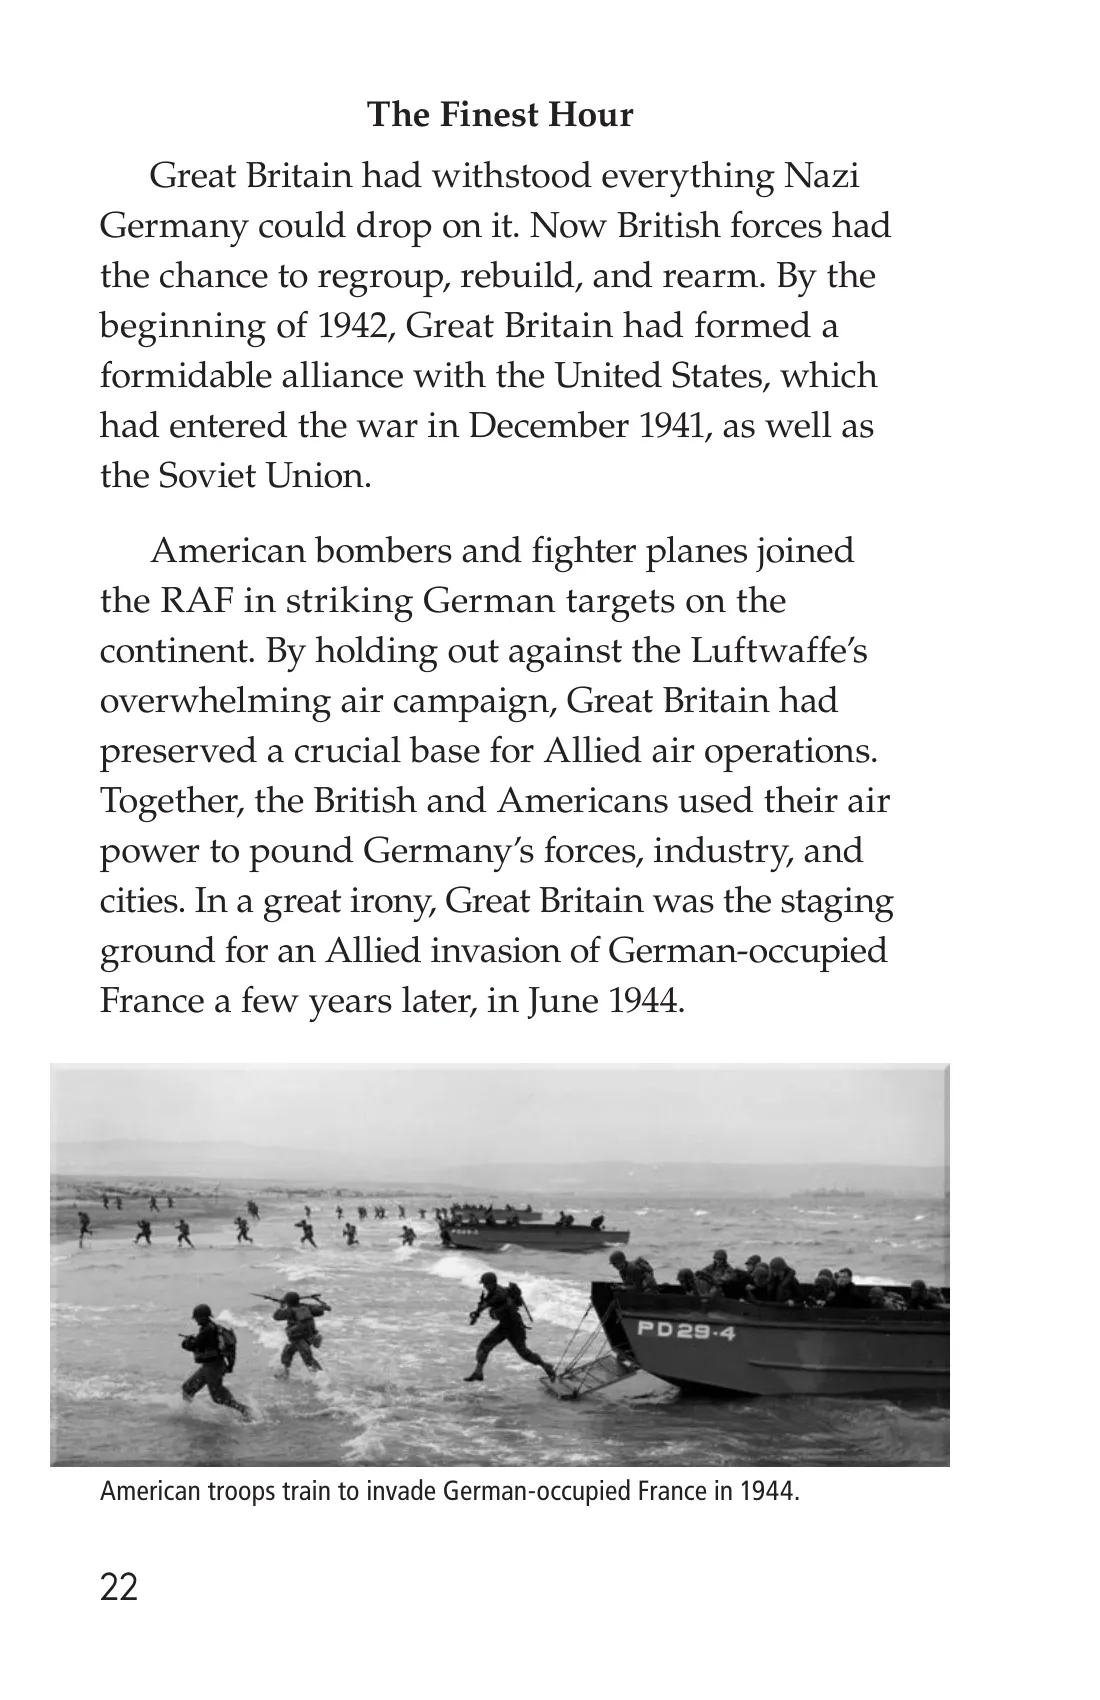 The Finest Hour
Great Britain had withstood everything Nazi
Germany could drop on it. Now British forces had
the chance to regroup, rebuild, and rearm. By the
beginning of 1942, Great Britain had formed a
formidable alliance with the United States, which
had entered the war in December 1941, as well as
the Soviet Union.
American bombers and fighter planes joined
the RAF in striking German targets on the
continent. By holding out against the Luftwaffe’s
overwhelming air campaign, Great Britain had
preserved a crucial base for Allied air operations.
Together, the British and Americans used their air
power to pound Germany’s forces, industry, and
cities. In a great irony, Great Britain was the staging
ground for an Allied invasion of German-occupied
France a few years later, in June 1944.
PD29-4
American troops train to invade German-occupied France in 1944.
22